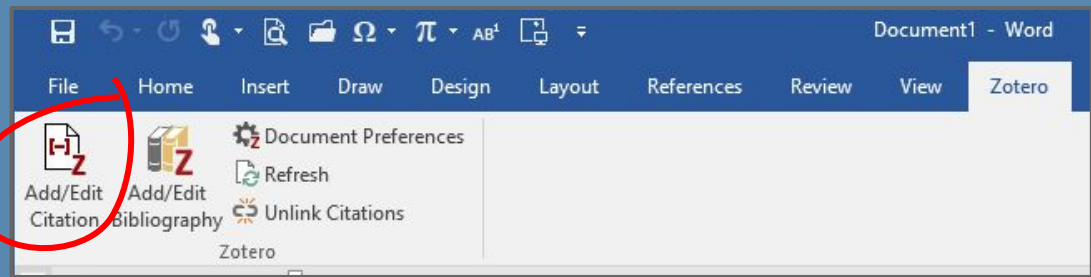 Ω π AB¹ Document1 - Word
File Home Insert Draw Design Layout References Review View Zotero
[-] Z Z Z Document Preferences
Refresh
Add/Edit Add/Edit
Citation Bibliography Unlink Citations
Zotero